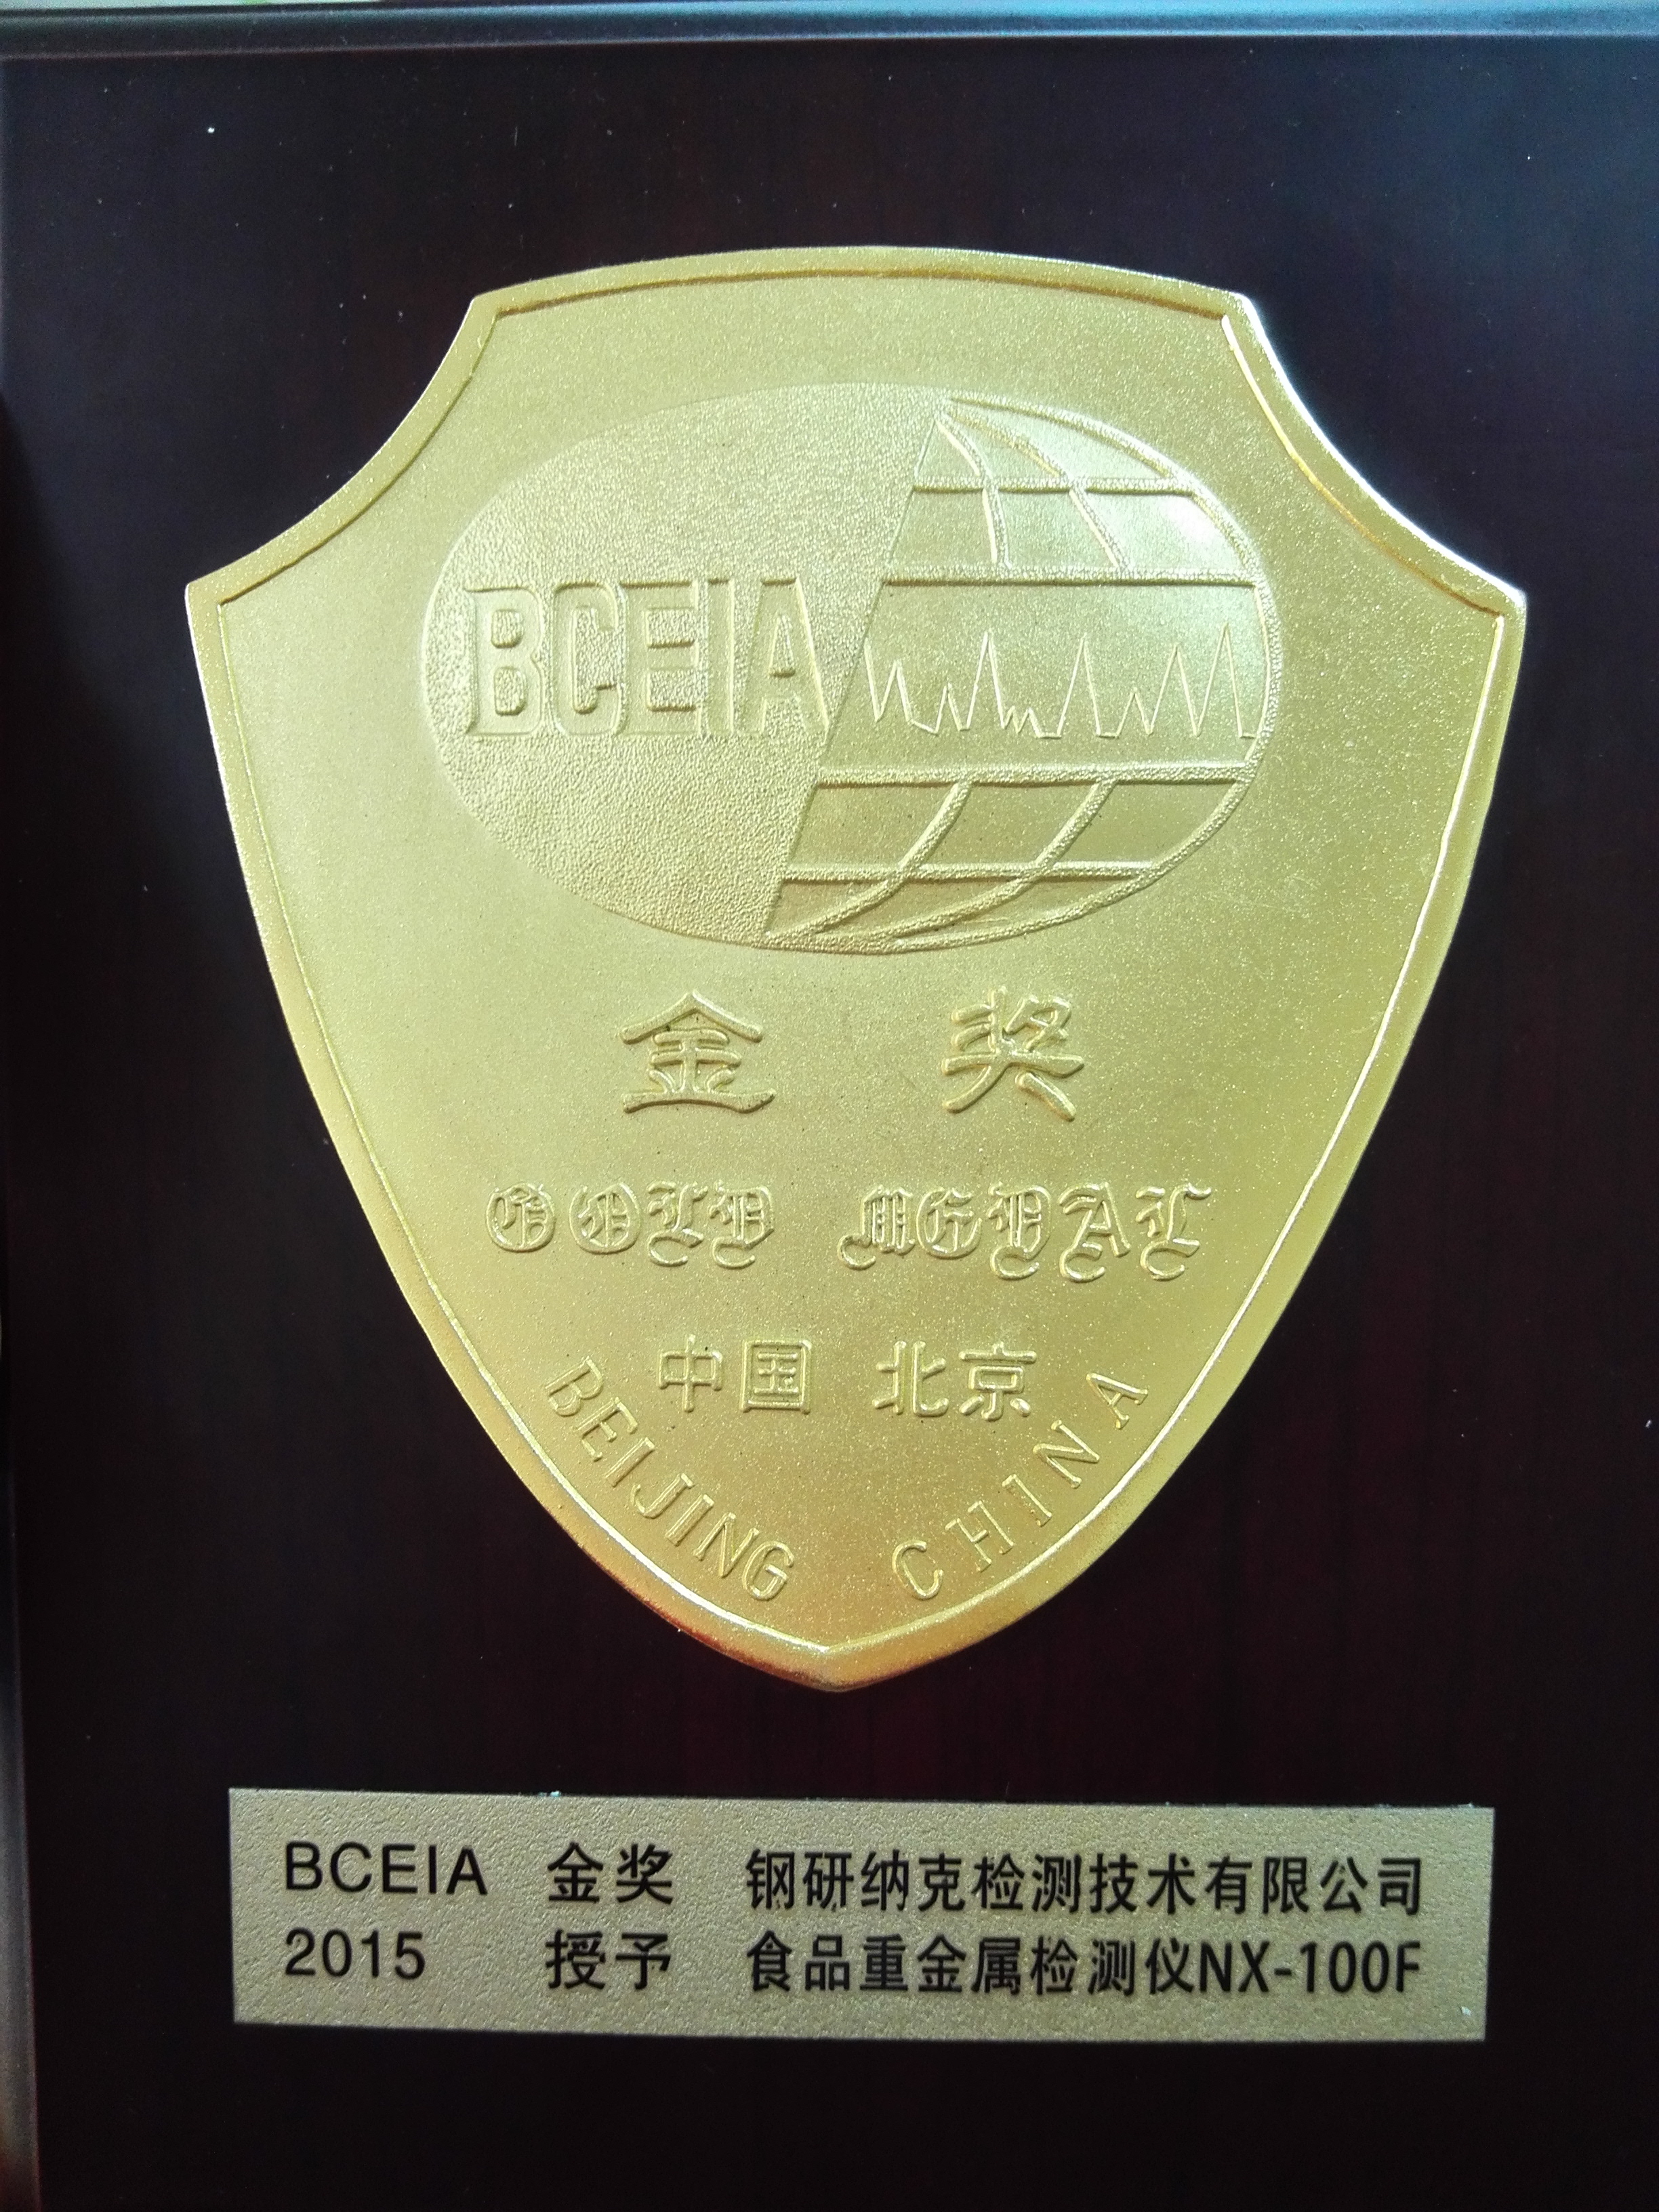 BCEIA
金 奖
GOLD MEDAL
中国 北京
BEIJING CHINA
BCEIA 金奖 钢研纳克检测技术有限公司
2015 授予 食品重金属检测仪NX-100F